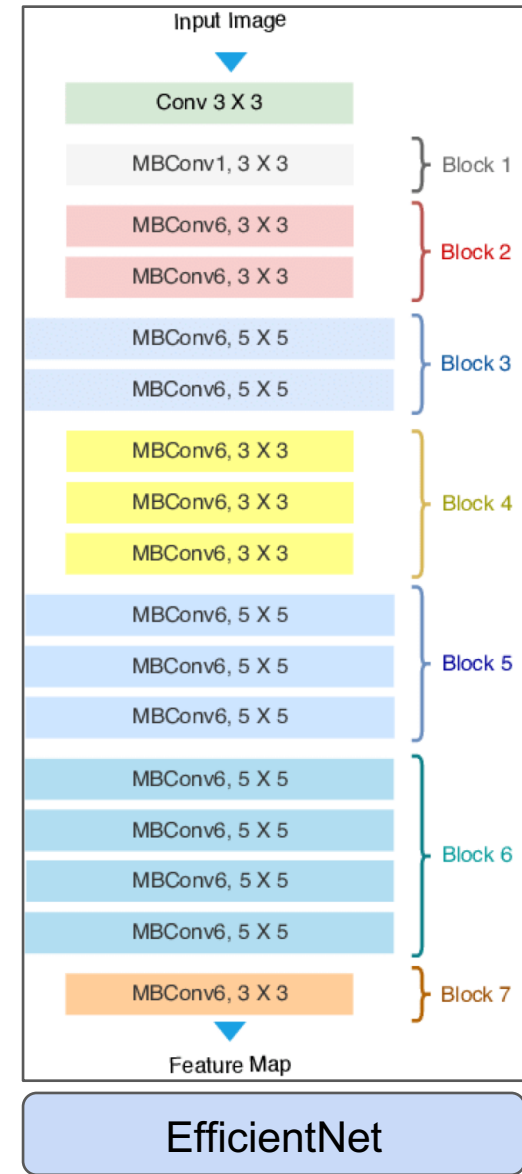 Input Image
Conv 3 X 3
MBConv1, 3 X 3
Block 1
MBConv6, 3 X 3
MBConv6, 3 X 3
Block 2
MBConv6, 5 X 5
MBConv6, 5 X 5
Block 3
MBConv6, 3 X 3
MBConv6, 3 X 3
MBConv6, 3 X 3
Block 4
MBConv6, 5 X 5
MBConv6, 5 X 5
MBConv6, 5 X 5
Block 5
MBConv6, 5 X 5
MBConv6, 5 X 5
MBConv6, 5 X 5
MBConv6, 5 X 5
Block 6
MBConv6, 3 X 3
Block 7
Feature Map
EfficientNet